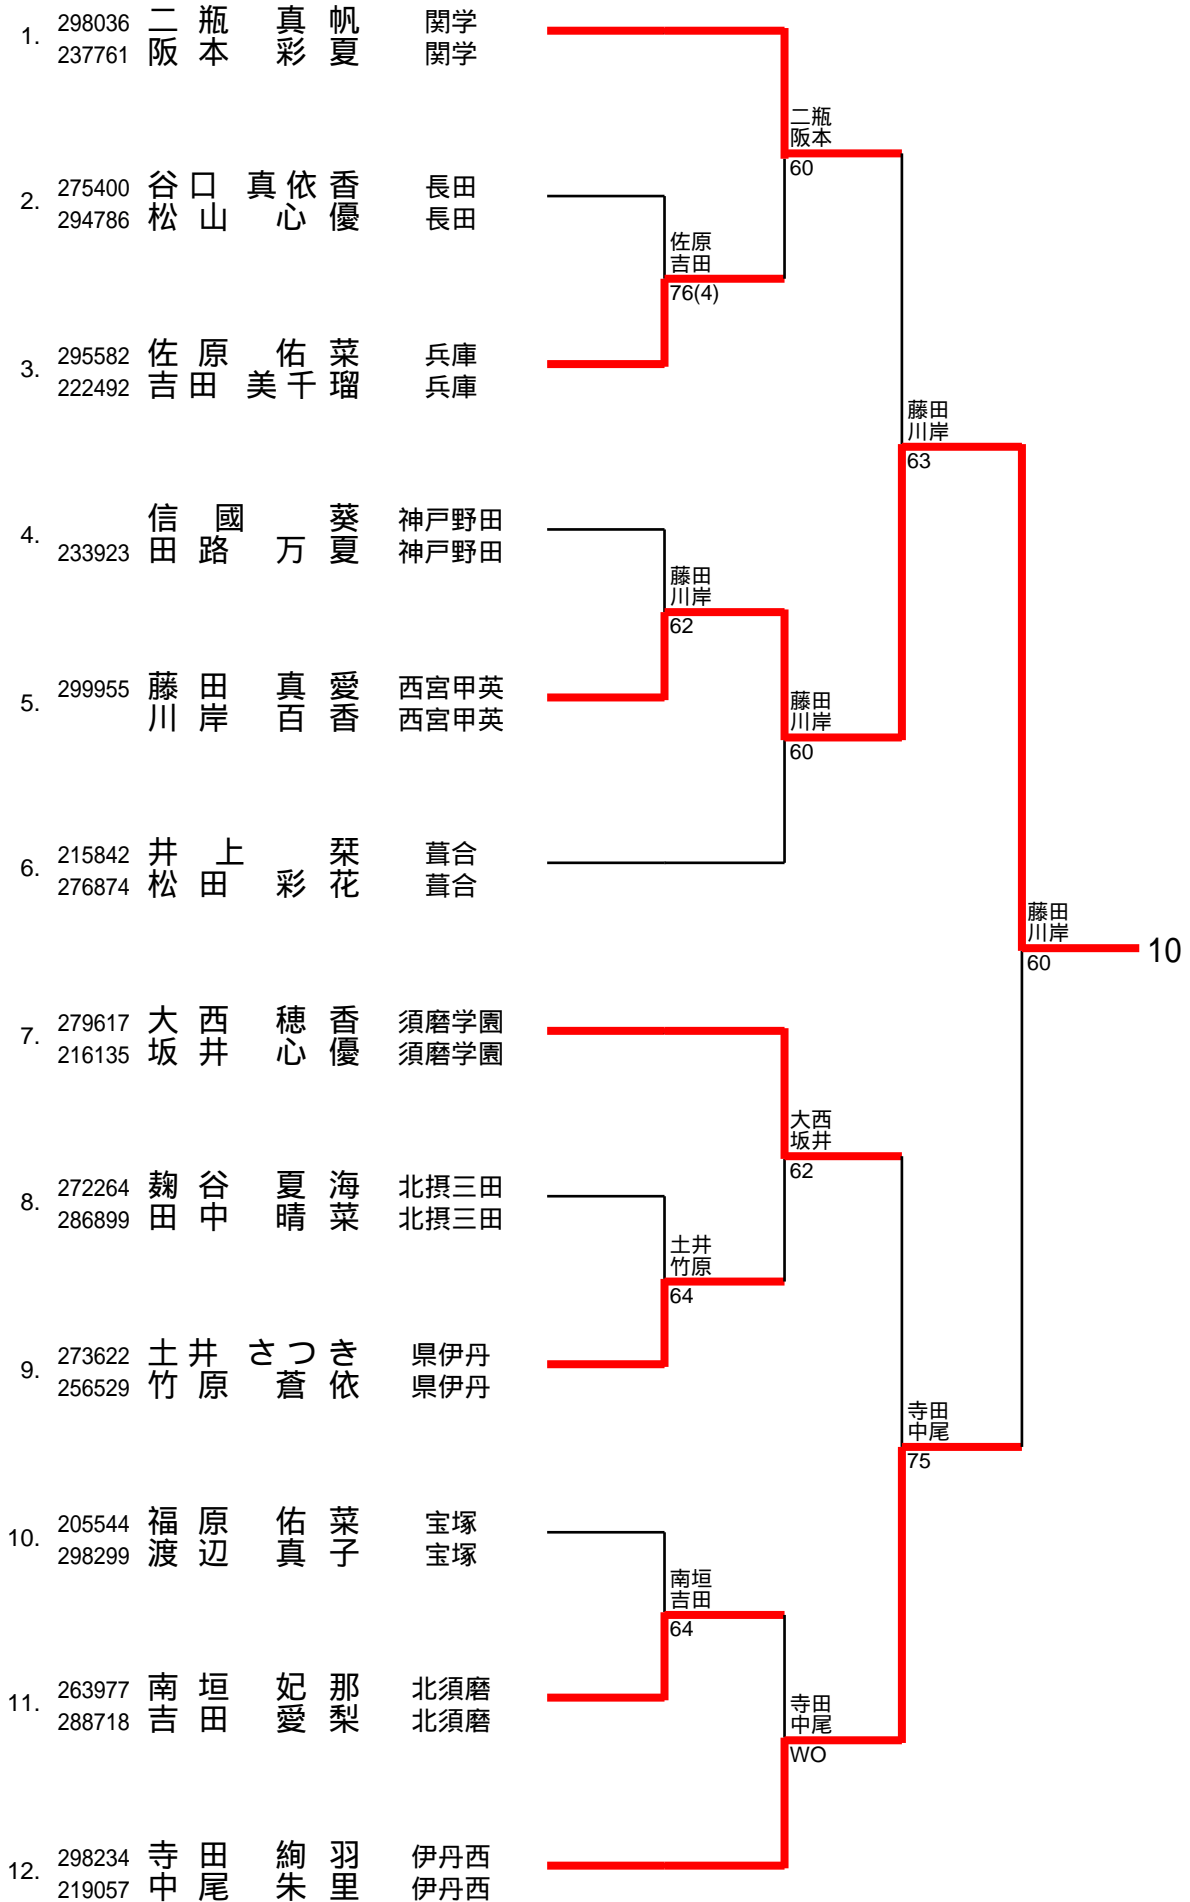 1. 298036 二瓶 真帆 関学
237761 阪本 彩夏 関学
二瓶
阪本
60
2. 275400 谷口 真依香 長田
294786 松山 心優 長田
佐原
吉田
76(4)
3. 295582 佐原 佑菜 兵庫
222492 吉田 美千瑠 兵庫
藤田
川岸
63
4. 信國 葵 神戸野田
233923 田路 万夏 神戸野田
藤田
川岸
62
5. 299955 藤田 真愛 西宮甲英
川岸 百香 西宮甲英
藤田
川岸
60
6. 215842 井上 栞 葺合
276874 松田 彩花 葺合
藤田
川岸
60
10
7. 279617 大西 穂香 須磨学園
216135 坂井 心優 須磨学園
大西
坂井
62
8. 272264 麹谷 夏海 北摂三田
286899 田中 晴菜 北摂三田
土井
竹原
64
9. 273622 土井 さつき 県伊丹
256529 竹原 蒼依 県伊丹
寺田
中尾
75
10. 205544 福原 佑菜 宝塚
298299 渡辺 真子 宝塚
南垣
吉田
64
11. 263977 南垣 妃那 北須磨
288718 吉田 愛梨 北須磨
寺田
中尾
WO
12. 298234 寺田 絢羽 伊丹西
219057 中尾 朱里 伊丹西